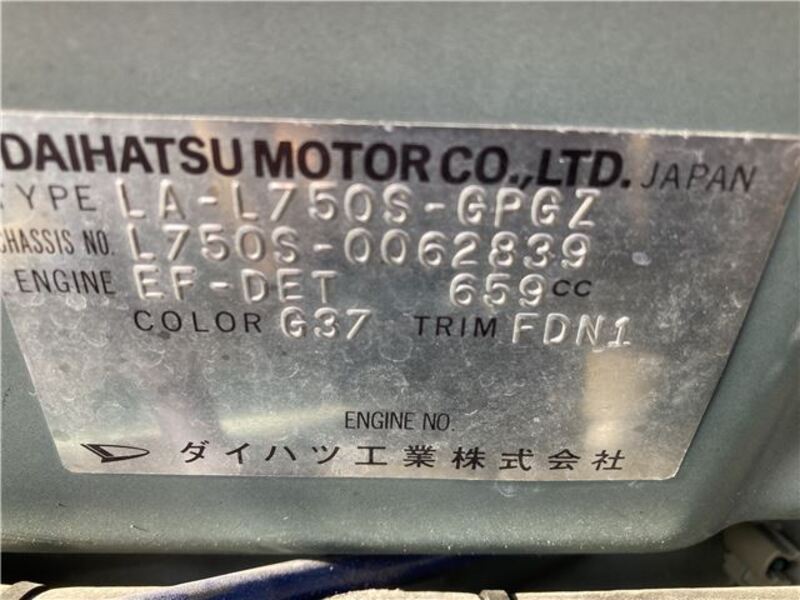 DAIHATSU MOTOR CO.,LTD. JAPAN
TYPE LA-L750S-GPGZ
CHASSIS NO. L750S-0062839
ENGINE EF-DET 659cc
COLOR G37 TRIM FDN1
ENGINE NO.
ダイハツ工業株式会社